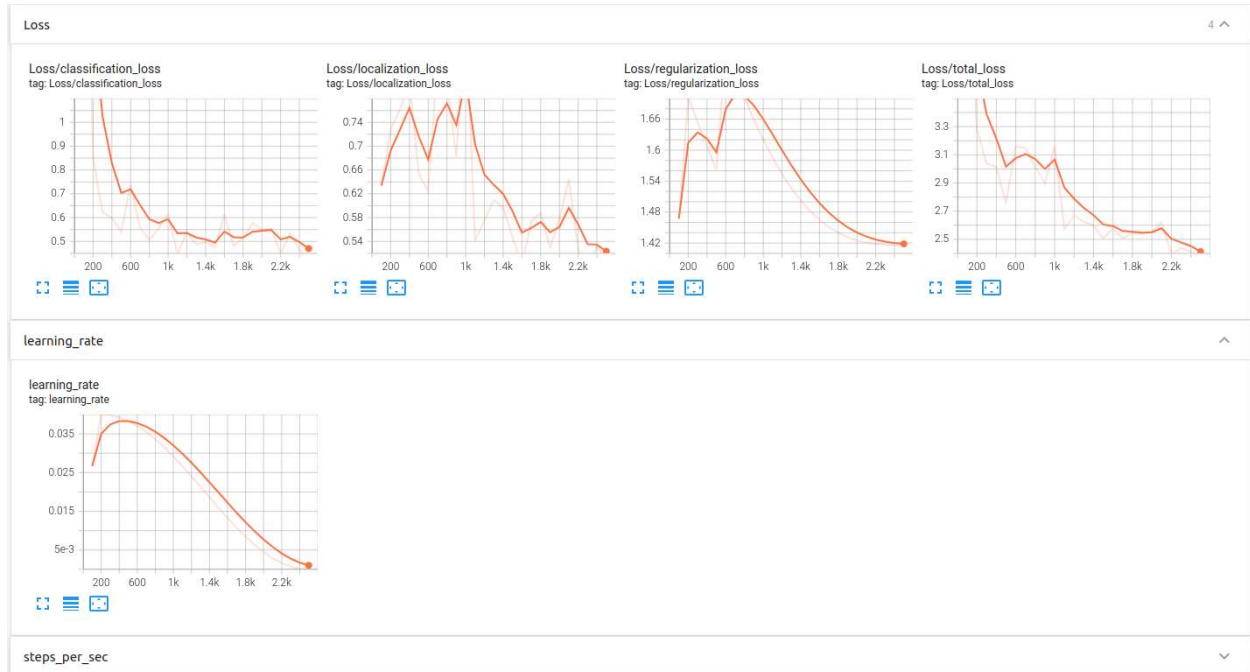 Loss
4
Loss/classification_loss
tag: Loss/classification_loss
1
0.9
0.8
0.7
0.6
0.5
200 600 1k 1.4k 1.8k 2.2k
Loss/localization_loss
tag: Loss/localization_loss
0.74
0.7
0.66
0.62
0.58
0.54
200 600 1k 1.4k 1.8k 2.2k
Loss/regularization_loss
tag: Loss/regularization_loss
1.66
1.6
1.54
1.48
1.42
200 600 1k 1.4k 1.8k 2.2k
Loss/total_loss
tag: Loss/total_loss
3.3
3.1
2.9
2.7
2.5
200 600 1k 1.4k 1.8k 2.2k
learning_rate
learning_rate
tag: learning_rate
0.035
0.025
0.015
5e-3
200 600 1k 1.4k 1.8k 2.2k
steps_per_sec